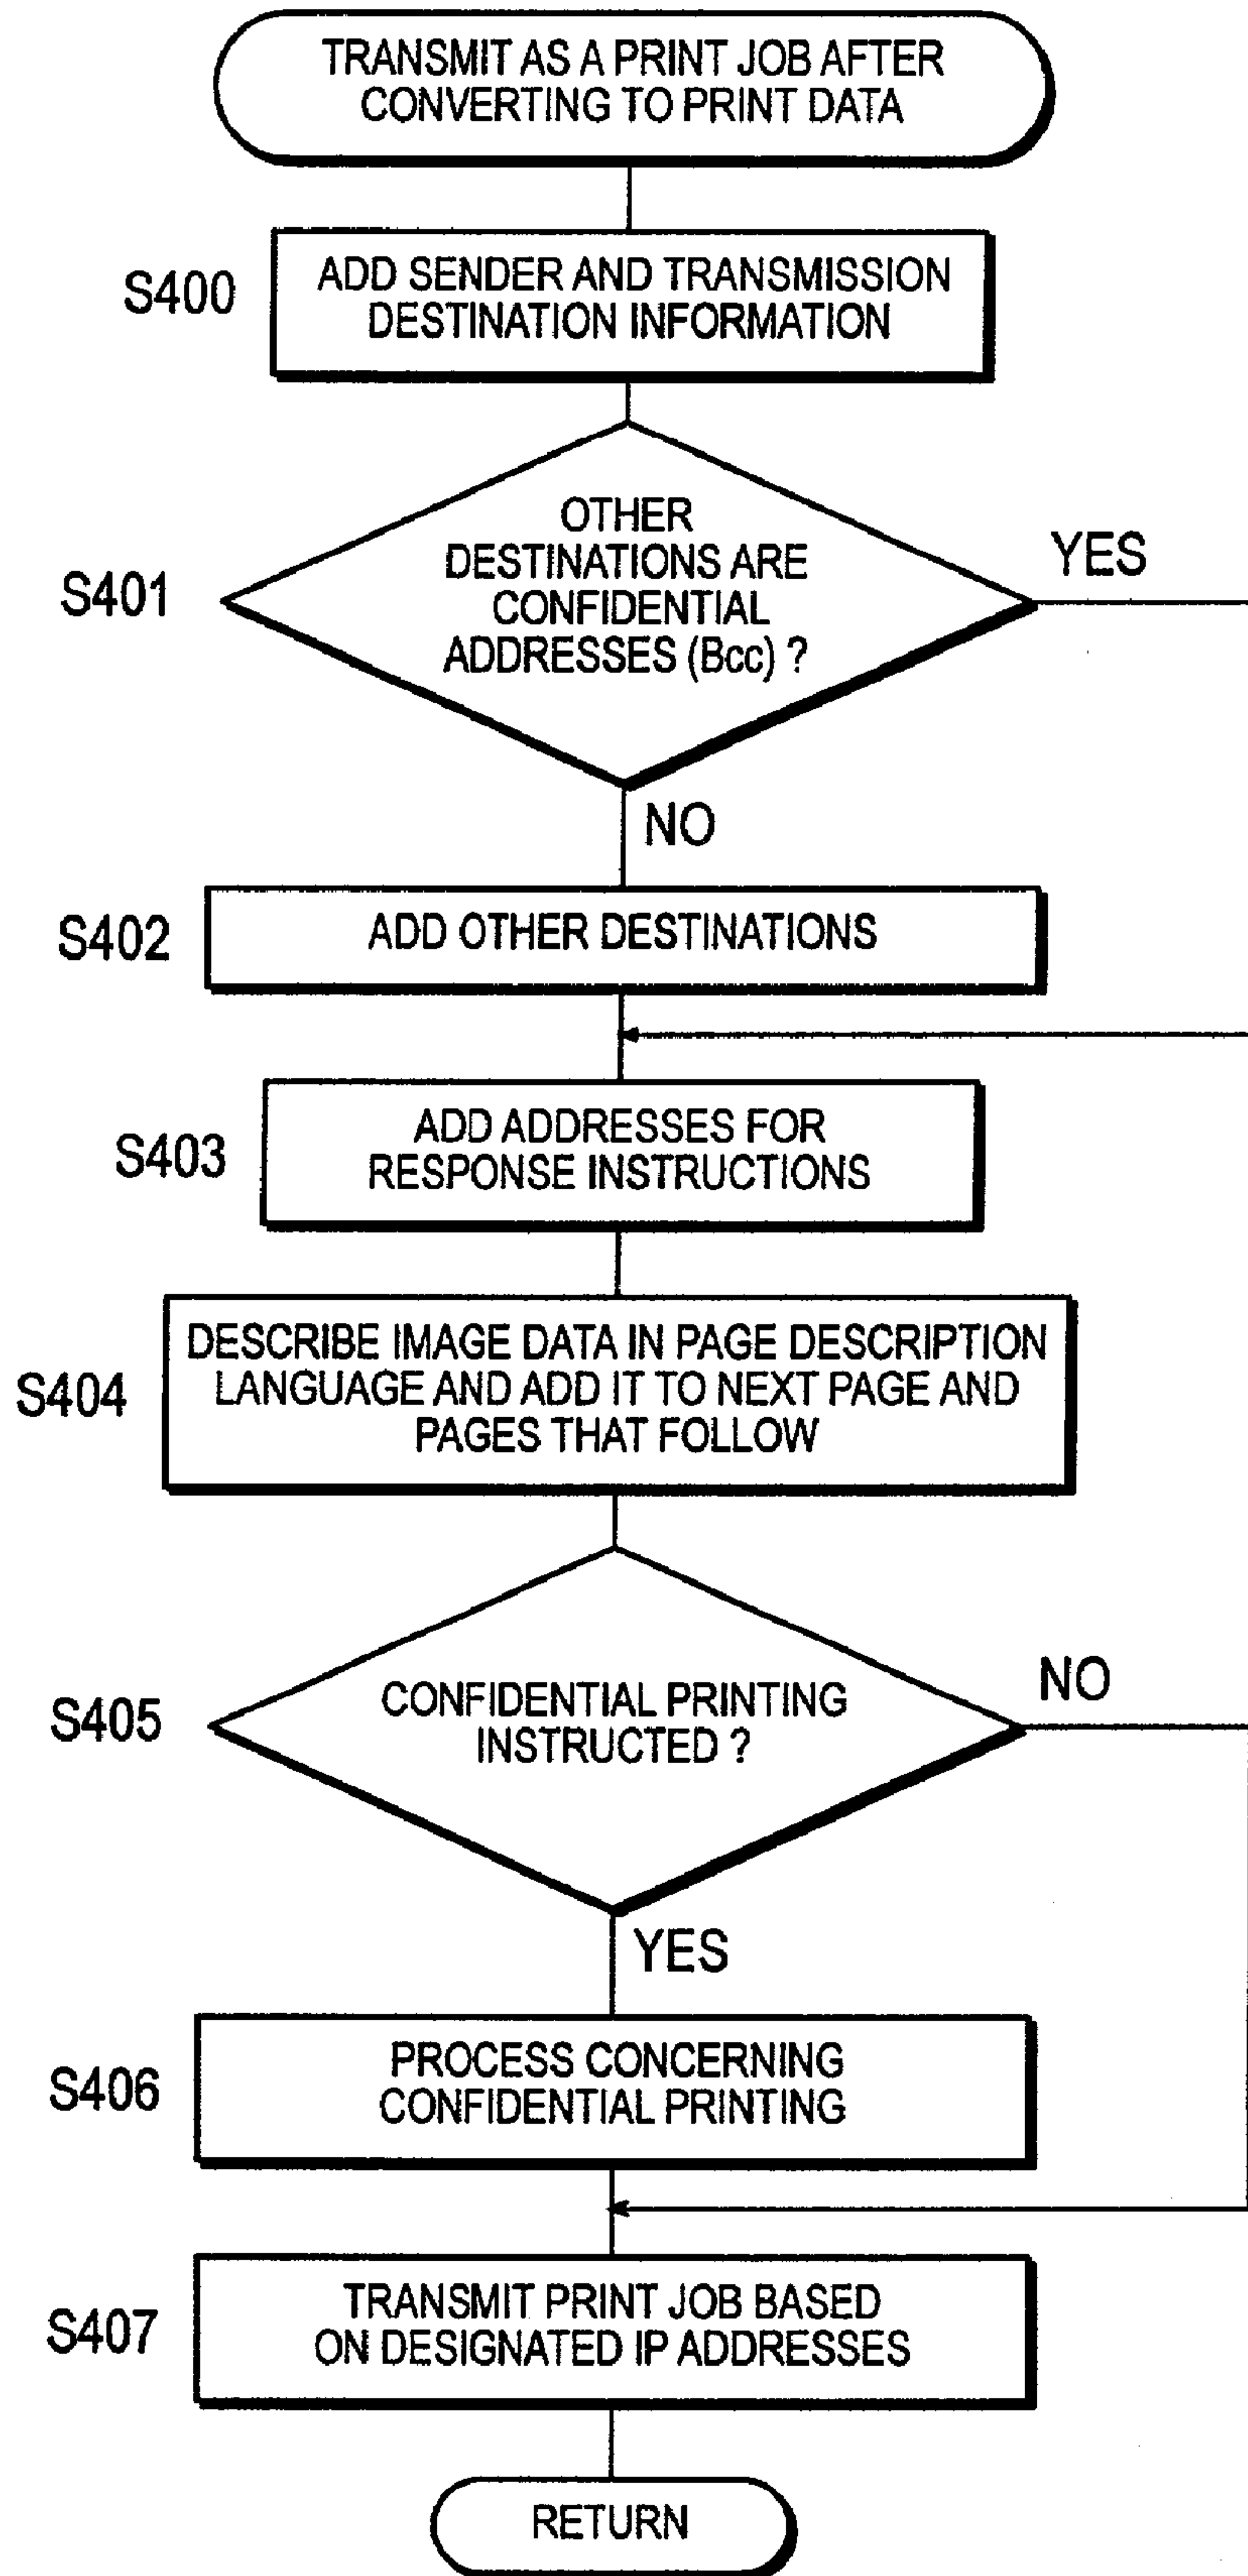 TRANSMIT AS A PRINT JOB AFTER
CONVERTING TO PRINT DATA
S400
ADD SENDER AND TRANSMISSION
DESTINATION INFORMATION
S401
OTHER
DESTINATIONS ARE
CONFIDENTIAL
ADDRESSES (Bcc) ?
YES
NO
S402
ADD OTHER DESTINATIONS
S403
ADD ADDRESSES FOR
RESPONSE INSTRUCTIONS
S404
DESCRIBE IMAGE DATA IN PAGE DESCRIPTION
LANGUAGE AND ADD IT TO NEXT PAGE AND
PAGES THAT FOLLOW
S405
CONFIDENTIAL PRINTING
INSTRUCTED ?
NO
YES
S406
PROCESS CONCERNING
CONFIDENTIAL PRINTING
S407
TRANSMIT PRINT JOB BASED
ON DESIGNATED IP ADDRESSES
RETURN